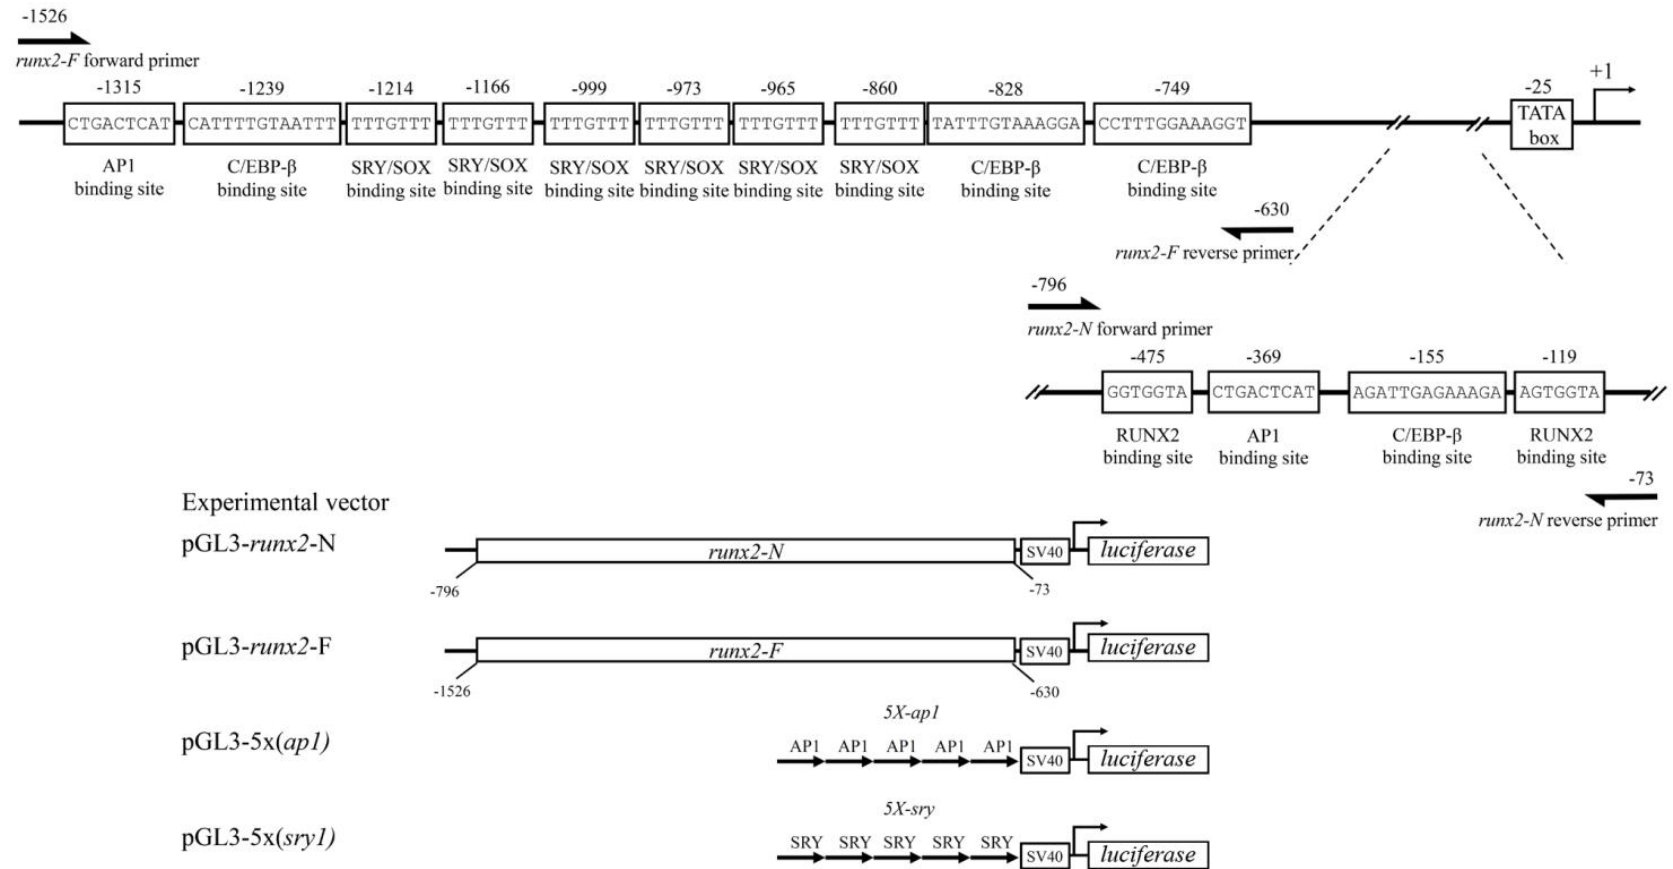 -1526
runx2-F forward primer
-1315 -1239 -1214 -1166 -999 -973 -965 -860 -828 -749 -25 +1
CTGACTCAT CATTTTGTAATTT TTTGTTT TTTGTTT TTTGTTT TTTGTTT TTTGTTT TTTGTTT TATTTGTAAAGGA CCTTTGGAAAGGT TATA
box
AP1 C/EBP-β SRY/SOX SRY/SOX SRY/SOX SRY/SOX SRY/SOX SRY/SOX C/EBP-β C/EBP-β
binding site binding site binding site binding site binding site binding site binding site binding site binding site binding site
-630
runx2-F reverse primer
-796
runx2-N forward primer
-475 -369 -155 -119
GGTGGTA CTGACTCAT AGATTGAGAAAGA AGTGGTA
RUNX2 AP1 C/EBP-β RUNX2
binding site binding site binding site binding site
-73
runx2-N reverse primer
Experimental vector
pGL3-runx2-N runx2-N SV40 luciferase
-796 -73
pGL3-runx2-F runx2-F SV40 luciferase
-1526 -630
5X-ap1
pGL3-5x(ap1) AP1 AP1 AP1 AP1 AP1 SV40 luciferase
5X-sry
pGL3-5x(sry1) SRY SRY SRY SRY SRY SV40 luciferase